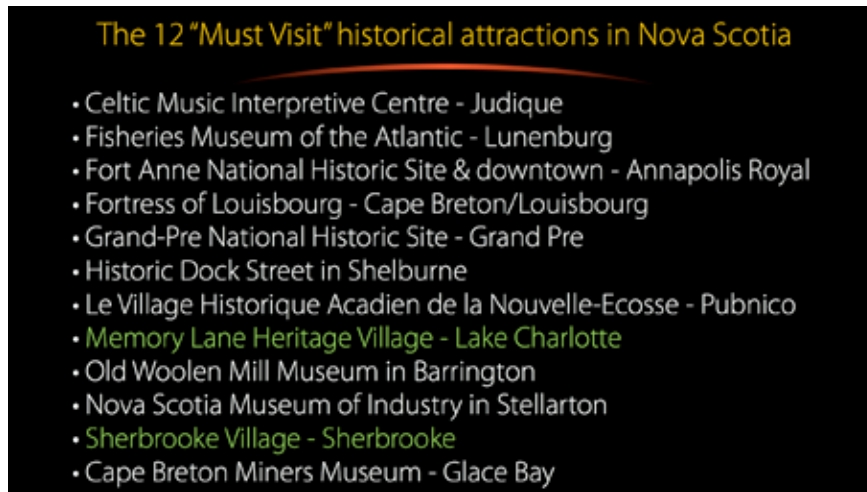 The 12 “Must Visit” historical attractions in Nova Scotia
• Celtic Music Interpretive Centre - Judique
• Fisheries Museum of the Atlantic - Lunenburg
• Fort Anne National Historic Site & downtown - Annapolis Royal
• Fortress of Louisbourg - Cape Breton/Louisbourg
• Grand-Pre National Historic Site - Grand Pre
• Historic Dock Street in Shelburne
• Le Village Historique Acadien de la Nouvelle-Ecosse - Pubnico
• Memory Lane Heritage Village - Lake Charlotte
• Old Woolen Mill Museum in Barrington
• Nova Scotia Museum of Industry in Stellarton
• Sherbrooke Village - Sherbrooke
• Cape Breton Miners Museum - Glace Bay